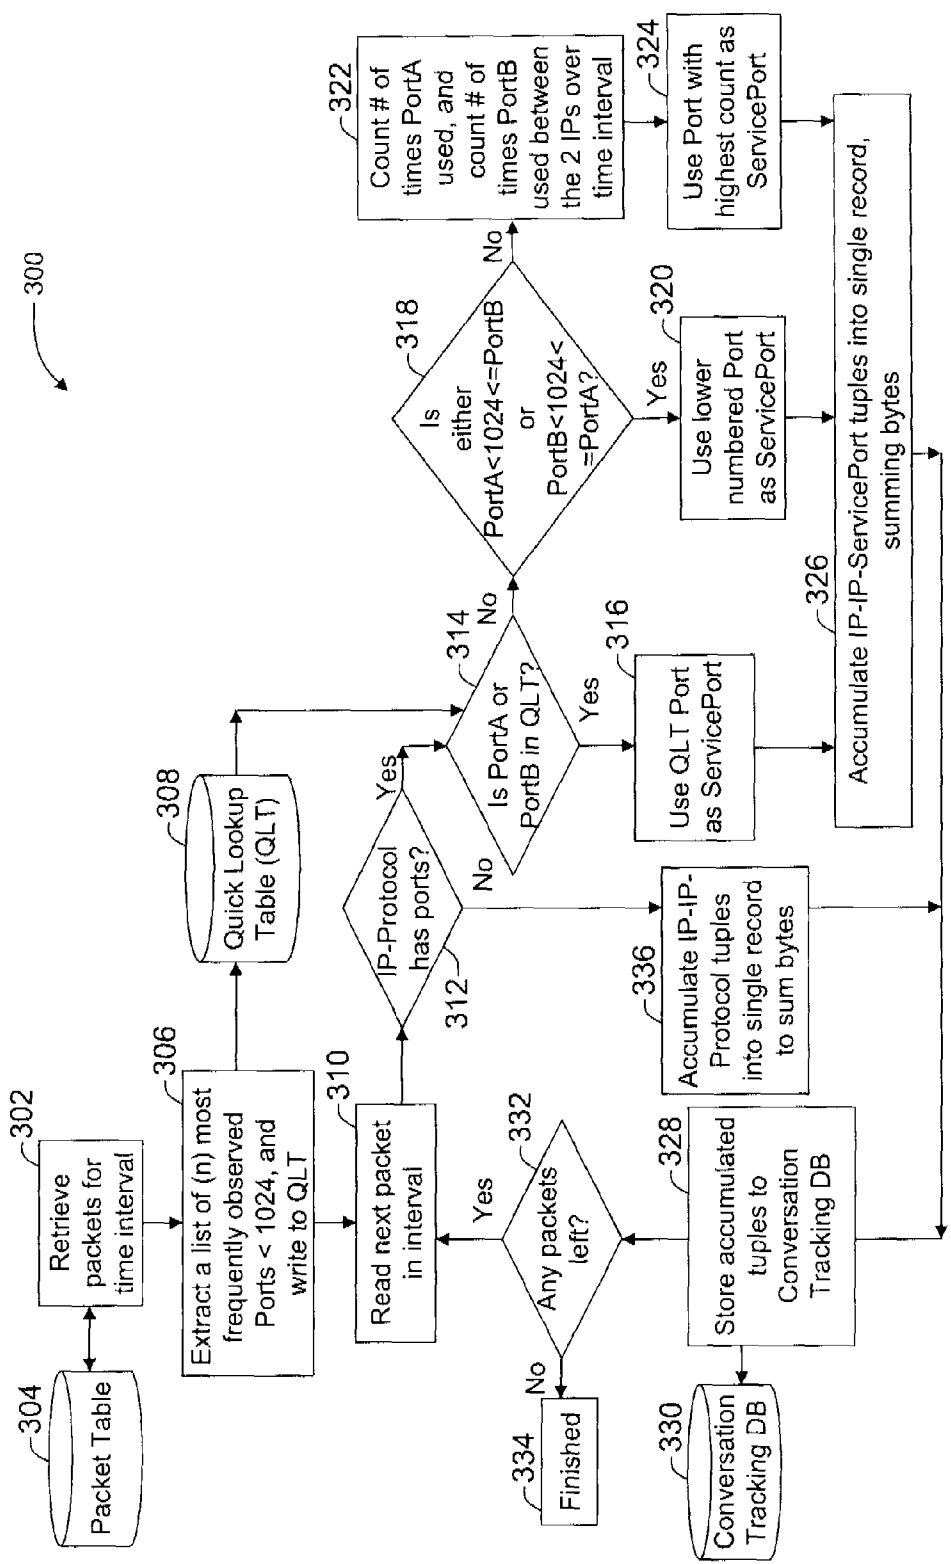 300
302
Retrieve
packets for
time interval
304
Packet Table
306
Extract a list of (n) most
frequently observed
Ports < 1024, and
write to QLT
308
Quick Lookup
Table (QLT)
310
Read next packet
in interval
312
IP-Protocol
has ports?
Yes
No
314
Is PortA or
PortB in QLT?
No
Yes
316
Use QLT Port
as ServicePort
318
Is
either
PortA<1024<=PortB
or
PortB<1024<
=PortA?
No
Yes
320
Use lower
numbered Port
as ServicePort
322
Count # of
times PortA
used, and
count # of
times PortB
used between
the 2 IPs over
time interval
324
Use Port with
highest count as
ServicePort
326
Accumulate IP-IP-ServicePort tuples into single record,
summing bytes
336
Accumulate IP-IP-
Protocol tuples
into single record
to sum bytes
328
Store accumulated
tuples to
Conversation
Tracking DB
330
Conversation
Tracking DB
332
Any packets
left?
Yes
No
334
Finished